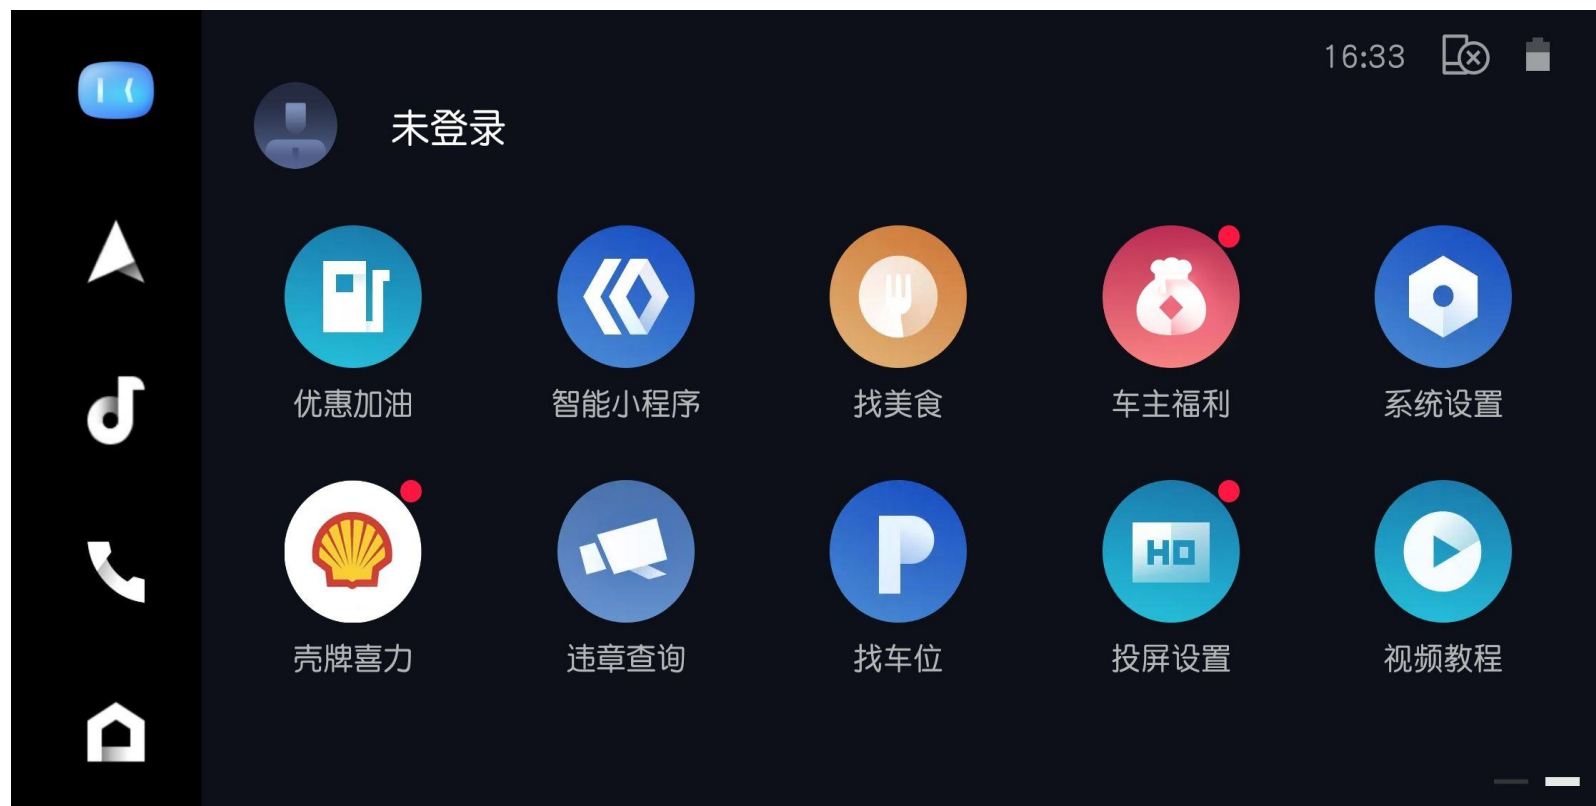 16:33
未登录
优惠加油
智能小程序
找美食
车主福利
系统设置
P
HD
壳牌喜力
违章查询
找车位
投屏设置
视频教程